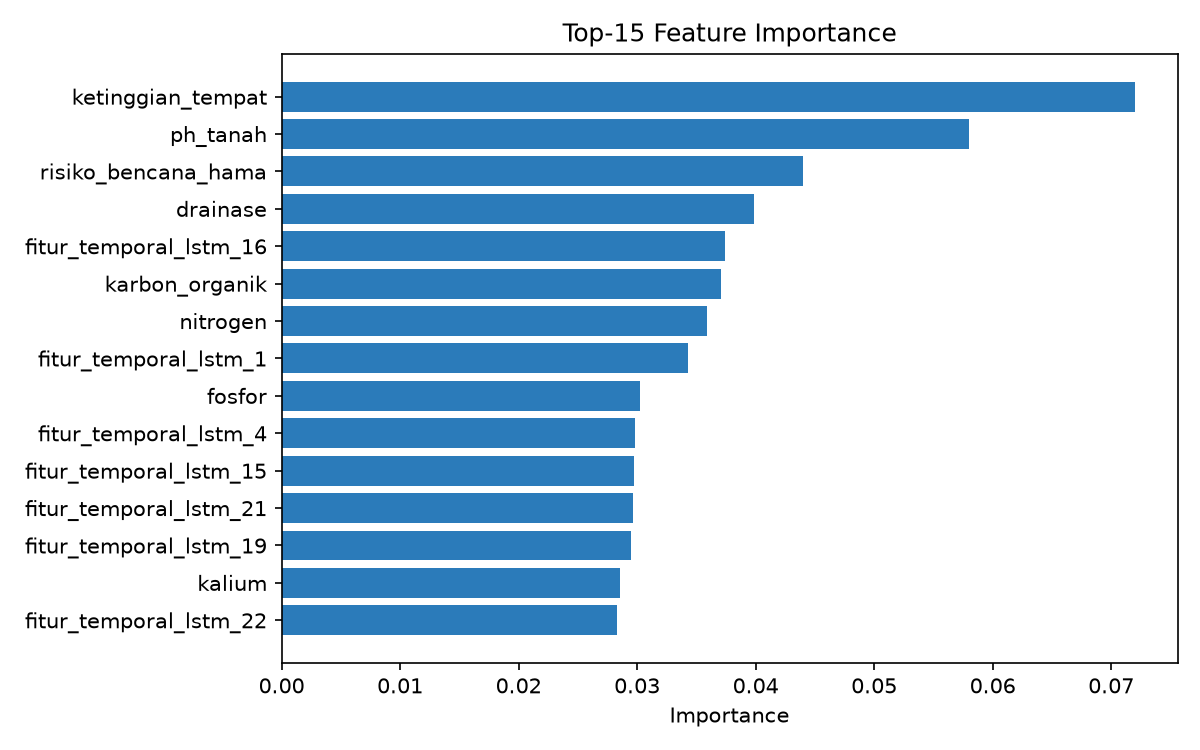 Top-15 Feature Importance
ketinggian_tempat
ph_tanah
risiko_bencana_hama
drainase
fitur_temporal_lstm_16
karbon_organik
nitrogen
fitur_temporal_lstm_1
fosfor
fitur_temporal_lstm_4
fitur_temporal_lstm_15
fitur_temporal_lstm_21
fitur_temporal_lstm_19
kalium
fitur_temporal_lstm_22
0.00 0.01 0.02 0.03 0.04 0.05 0.06 0.07
Importance